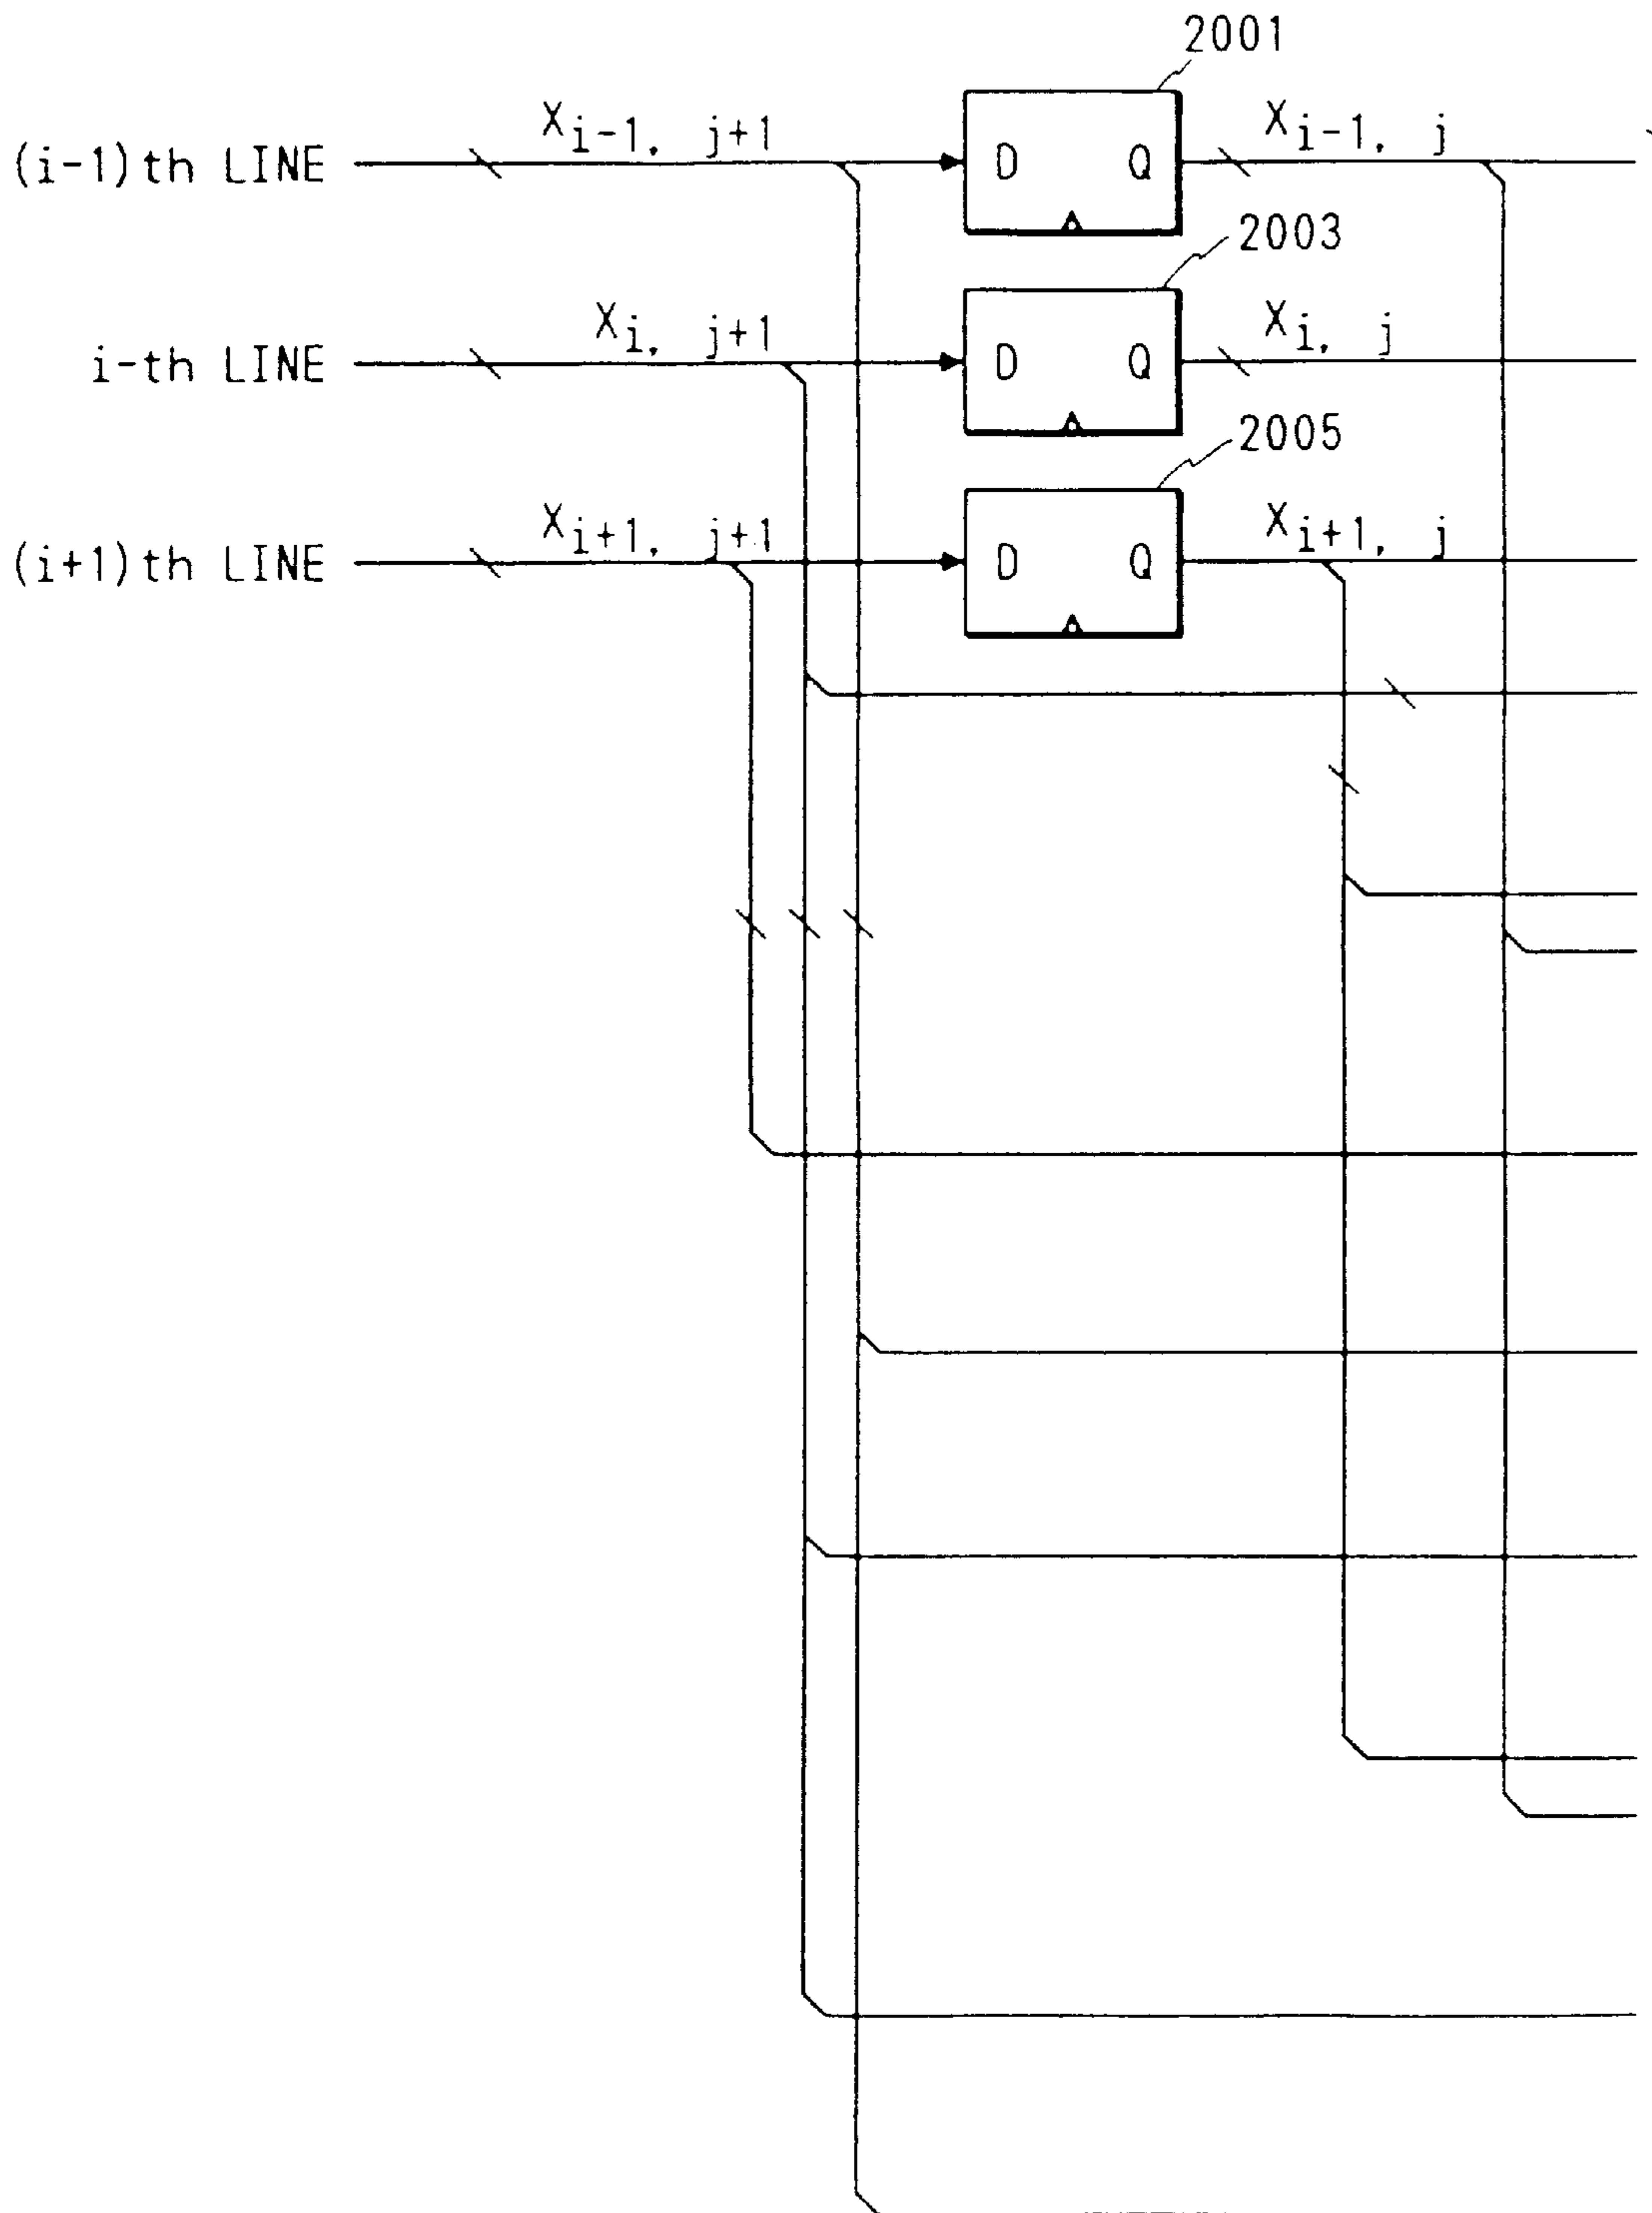 2001
(i-1)th LINE X i-1, j+1 D Q X i-1, j
2003
i-th LINE X i, j+1 D Q X i, j
2005
(i+1)th LINE X i+1, j+1 D Q X i+1, j